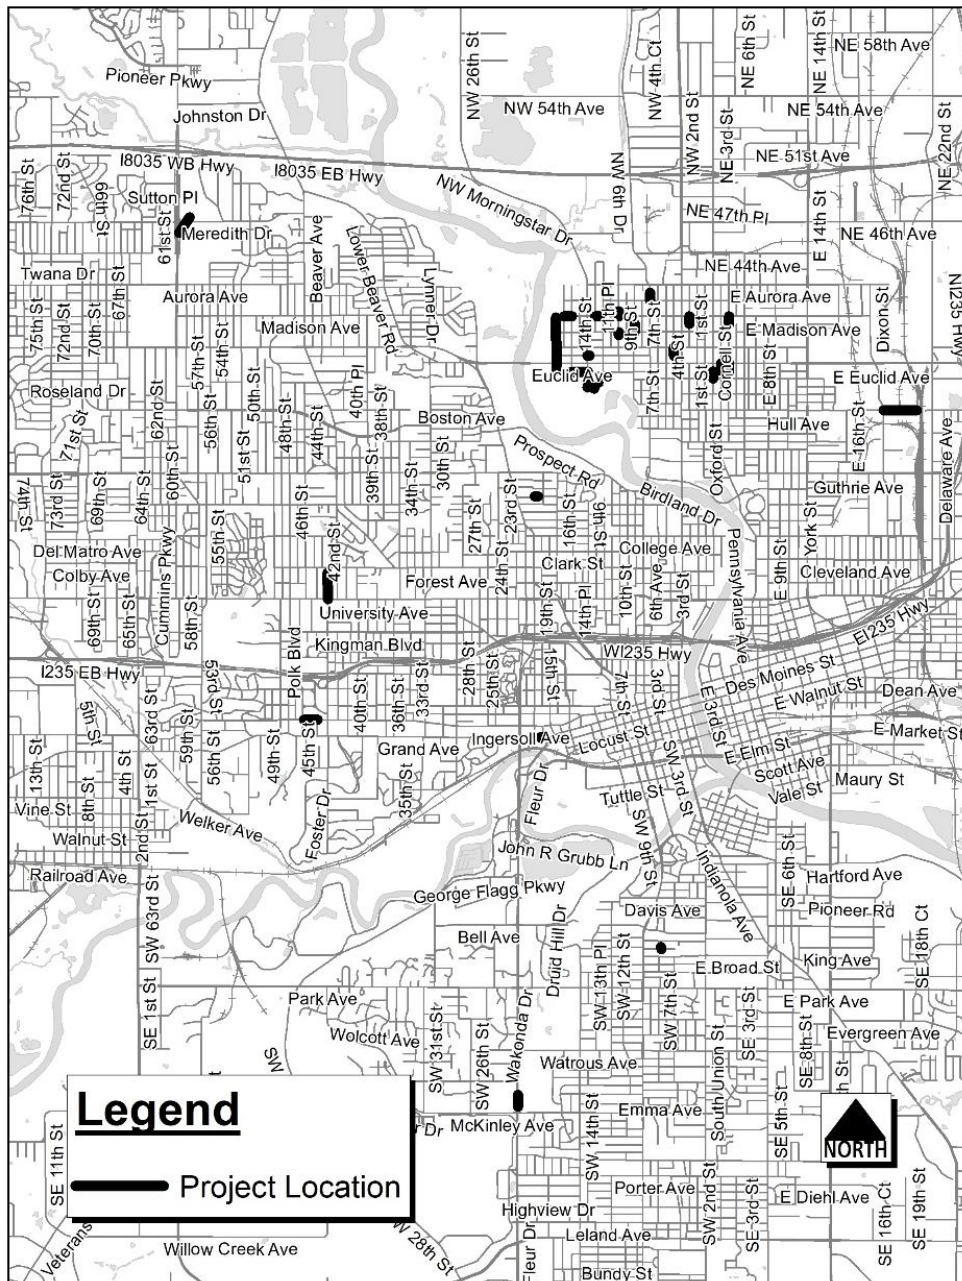 NE 58th Ave
NW 26th St
NW 4th Ct
NE 6th St
NE 14th St
Pioneer Pkwy
NW 54th Ave
NE 54th Ave
Johnston Dr
NW 2nd St
NE 3rd St
NE 22nd St
NE 51st Ave
I8035 WB Hwy
I8035 EB Hwy
NW 6th Dr
76th St
72nd St
66th St
Sutton Pl
NW Morningstar Dr
NE 47th Pl
E 14th St
61st St
Meredith Dr
NE 46th Ave
Beaver Ave
Lower Beaver Rd
Lynner Dr
Twana Dr
67th St
NE 44th Ave
Aurora Ave
E Aurora Ave
Dixon St
NI235 Hwy
75th St
72nd St
70th St
Madison Ave
14th St
11th Pl
9th St
7th St
1st St
E Madison Ave
57th St
54th St
4th St
Cornell St
Roseland Dr
40th Pl
Euclid Ave
E Euclid Ave
62nd St
50th St
7th St
1st St
E 8th St
71st St
56th St
48th St
44th St
38th St
Boston Ave
Hull Ave
E 16th St
51st St
39th St
34th St
30th St
Prospect Rd
Oxford St
Delaware Ave
74th St
73rd St
69th St
64th St
60th St
46th St
23rd St
Birdland Dr
Guthrie Ave
27th St
16th St
9th St
York St
Del Matro Ave
55th St
42nd St
College Ave
Pennsylvania Ave
Colby Ave
Cummins Pkwy
Forest Ave
24th St
Clark St
Cleveland Ave
E 9th St
69th St
65th St
58th St
University Ave
19th St
14th Pl
10th St
6th Ave
3rd St
Kingman Blvd
WI235 Hwy
EI235 Hwy
I235 EB Hwy
Polk Blvd
28th St
25th St
15th St
Des Moines St
5th St
63rd St
53rd St
40th St
36th St
33rd St
7th St
3rd St
E 3rd St
E Walnut St
Dean Ave
59th St
56th St
49th St
45th St
Grand Ave
Ingersoll Ave
Locust St
E Market St
13th St
8th St
4th St
1st St
35th St
Fleur Dr
SW 3rd St
E Elm St
Scott Ave
Maury St
Vine St
Tuttle St
Vale St
Walnut St
2nd St
Welker Ave
Foster Dr
SW 9th St
John R Grubb Ln
Railroad Ave
George Flagg Pkwy
Indianola Ave
SE 6th St
Hartford Ave
SW 63rd St
Davis Ave
Pioneer Rd
Bell Ave
Druid Hill Dr
SW 13th Pl
SW 12th St
SE 18th Ct
E Broad St
King Ave
SE 1st St
Park Ave
Wakonda Dr
SW 7th St
E Park Ave
Wolcott Ave
SW 31st St
SW 26th St
SE 3rd St
Evergreen Ave
SE 8th St
SW
Watrous Ave
South Union St
Legend
Emma Ave
SE 5th St
NORTH
McKinley Ave
SE 11th St
SW 14th St
Project Location
Porter Ave
SW 2nd St
SE 3rd St
E Diehl Ave
SE 16th Ct
SE 19th St
Highview Dr
Veterans
Willow Creek Ave
W 28th St
Fleur Dr
Leland Ave
Bundy St